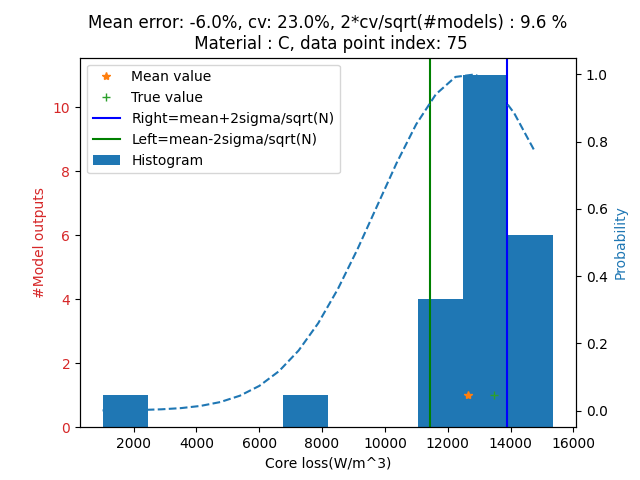 Mean error: -6.0%, cv: 23.0%, 2*cv/sqrt(#models) : 9.6 %
Material : C, data point index: 75
Mean value
True value
Right=mean+2sigma/sqrt(N)
Left=mean-2sigma/sqrt(N)
Histogram
#Model outputs
10
8
6
4
2
0
1.0
0.8
0.6
0.4
0.2
0.0
Probability
2000 4000 6000 8000 10000 12000 14000 16000
Core loss(W/m^3)